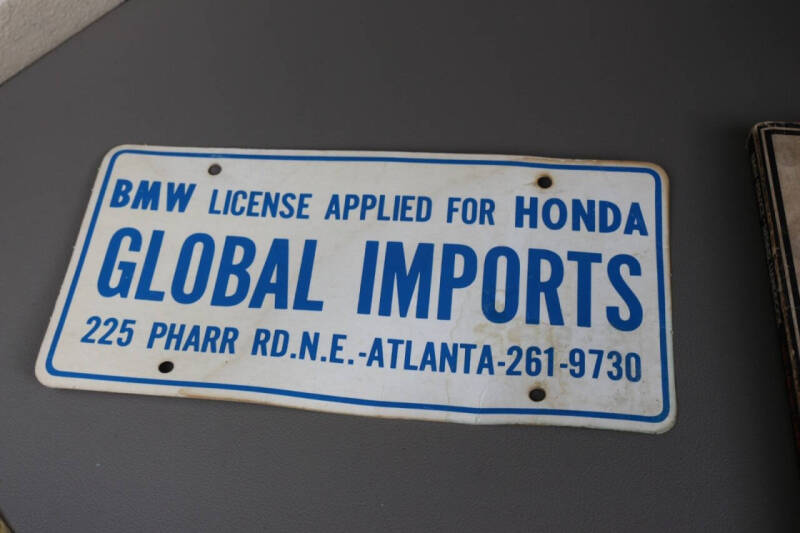 BMW LICENSE APPLIED FOR HONDA
GLOBAL IMPORTS
225 PHARR RD.N.E.-ATLANTA-261-9730